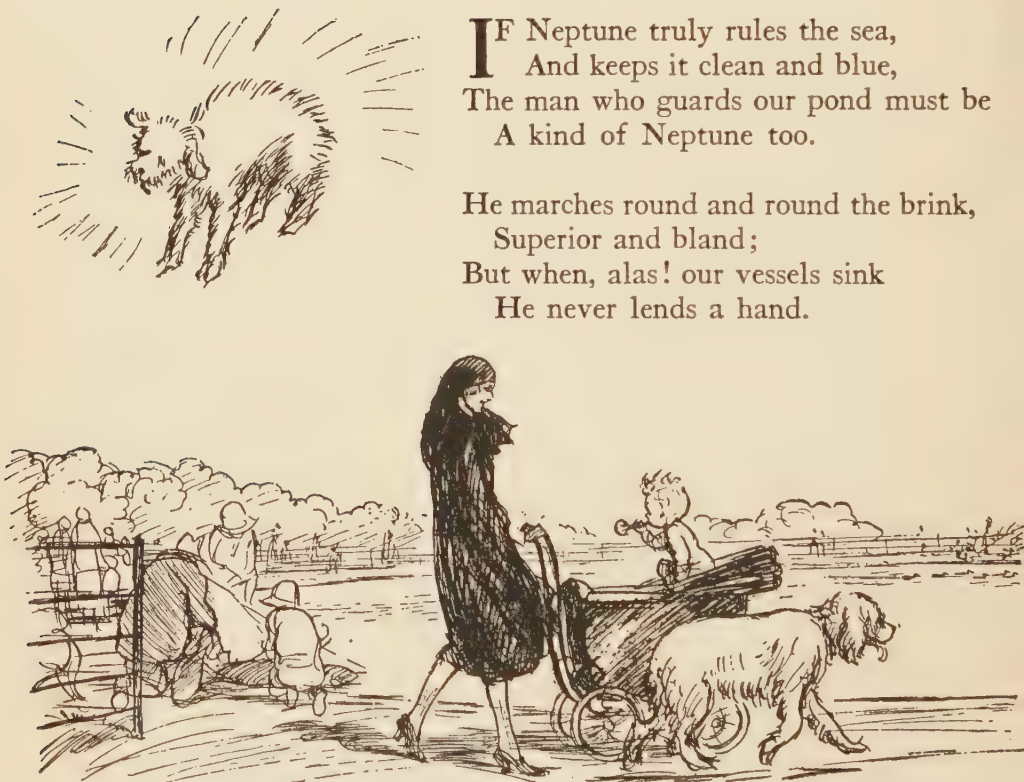 IF Neptune truly rules the sea,
And keeps it clean and blue,
The man who guards our pond must be
A kind of Neptune too.
He marches round and round the brink,
Superior and bland;
But when, alas! our vessels sink
He never lends a hand.